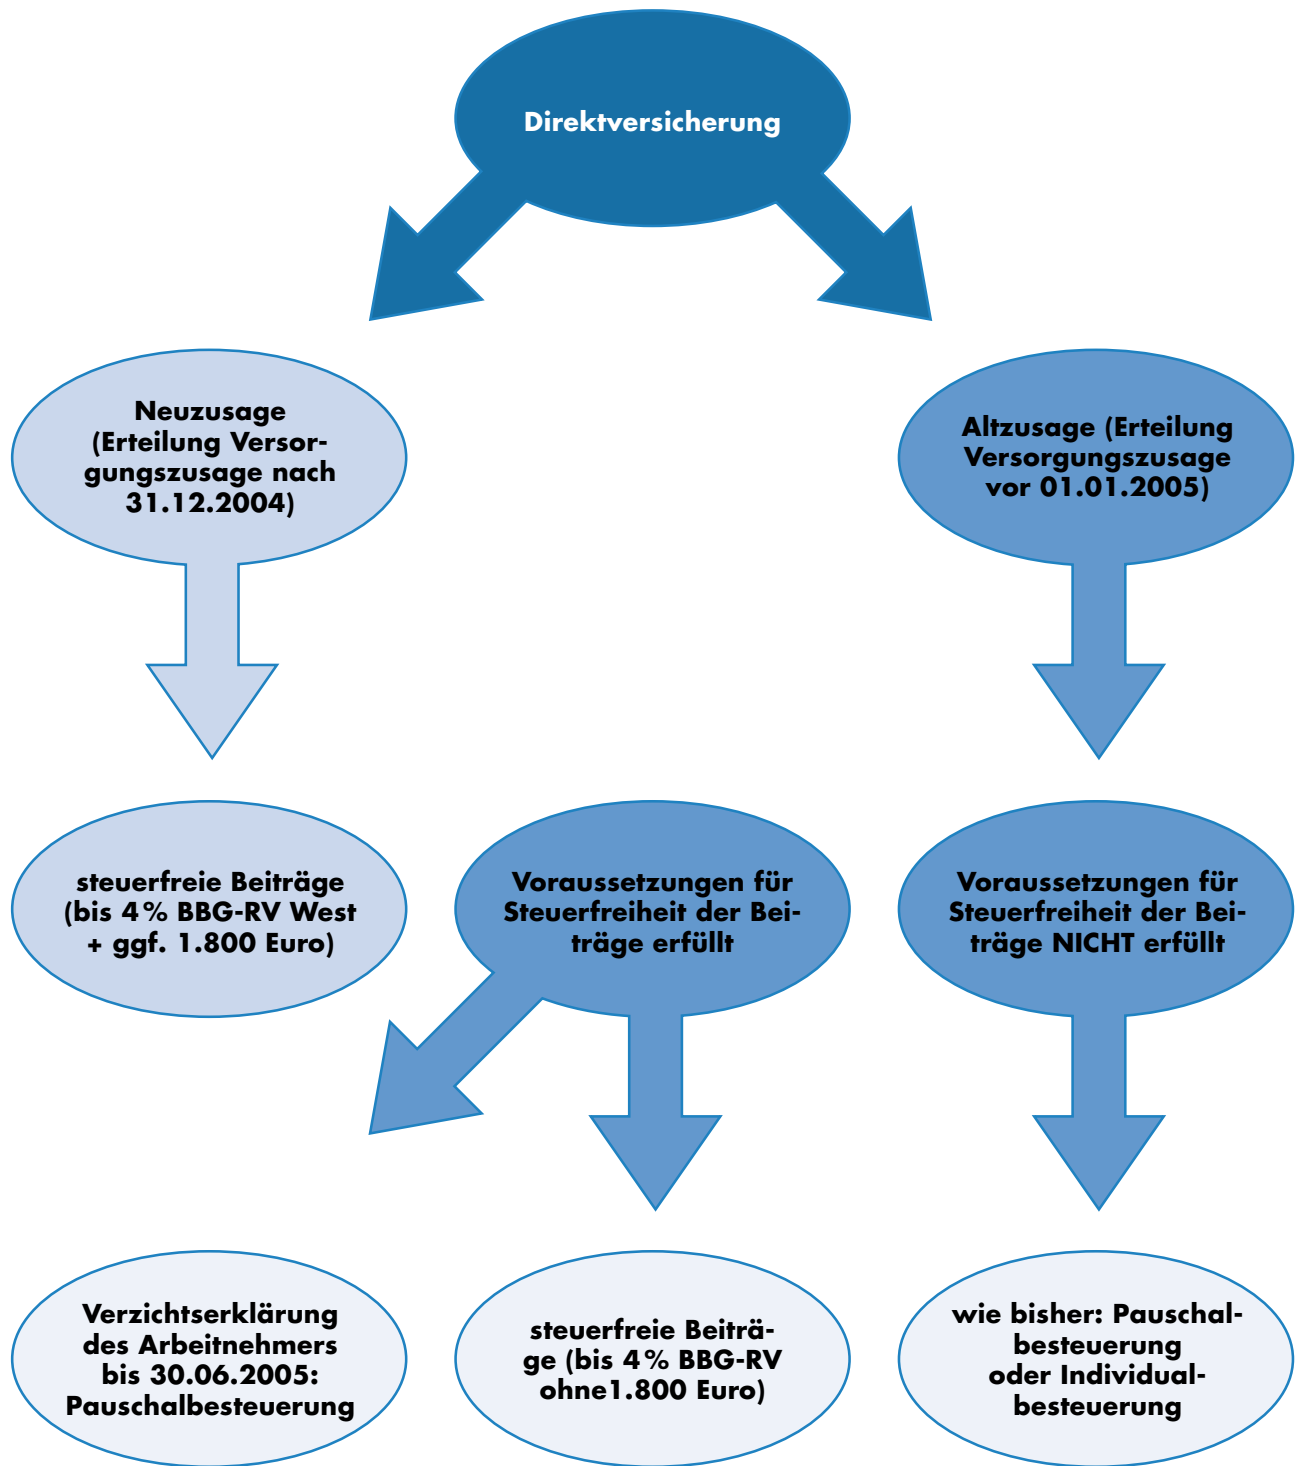 Direktversicherung
Neuzusage
(Erteilung Versor-
gungszusage nach
31.12.2004)
Altzusage (Erteilung
Versorgungszusage
vor 01.01.2005)
steuerfreie Beiträge
(bis 4% BBG-RV West
+ ggf. 1.800 Euro)
Voraussetzungen für
Steuerfreiheit der Bei-
träge erfüllt
Voraussetzungen für
Steuerfreiheit der Bei-
träge NICHT erfüllt
Verzichtserklärung
des Arbeitnehmers
bis 30.06.2005:
Pauschalbesteuerung
steuerfreie Beiträ-
ge (bis 4% BBG-RV
ohne1.800 Euro)
wie bisher: Pauschal-
besteuerung
oder Individual-
besteuerung